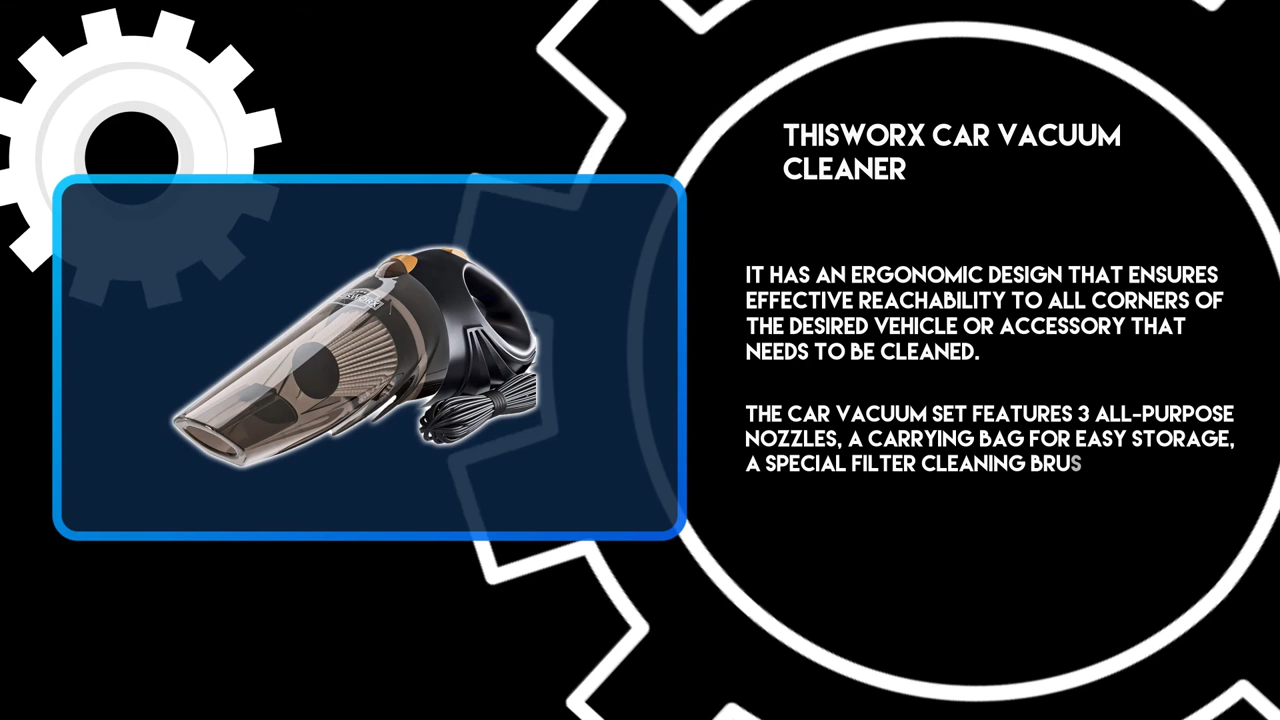 THISWORX CAR VACUUM
CLEANER
IT HAS AN ERGONOMIC DESIGN THAT ENSURES
EFFECTIVE REACHABILITY TO ALL CORNERS OF
THE DESIRED VEHICLE OR ACCESSORY THAT
NEEDS TO BE CLEANED.
THE CAR VACUUM SET FEATURES 3 ALL-PURPOSE
NOZZLES, A CARRYING BAG FOR EASY STORAGE,
A SPECIAL FILTER CLEANING BRUS